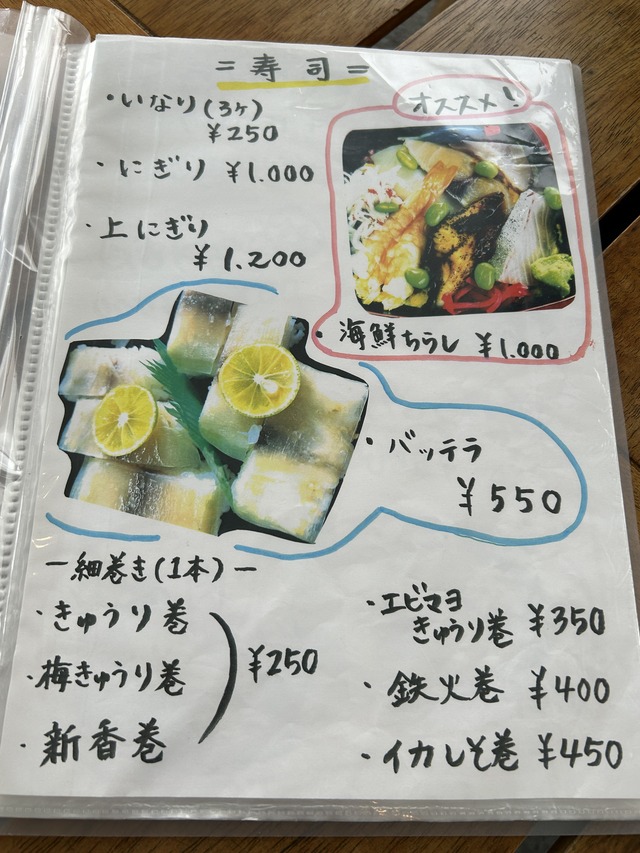 = 寿司 =
・いなり(3ヶ)
¥250
・にぎり ¥1.000
・上にぎり
¥1.200
オススメ!
・海鮮ちらし ¥1.000
・バッテラ
¥550
ー細巻き(1本)ー
・きゅうり巻
・梅きゅうり巻
・新香巻
¥250
・エビマヨ
きゅうり巻 ¥350
・鉄火巻 ¥400
・イカしそ巻 ¥450